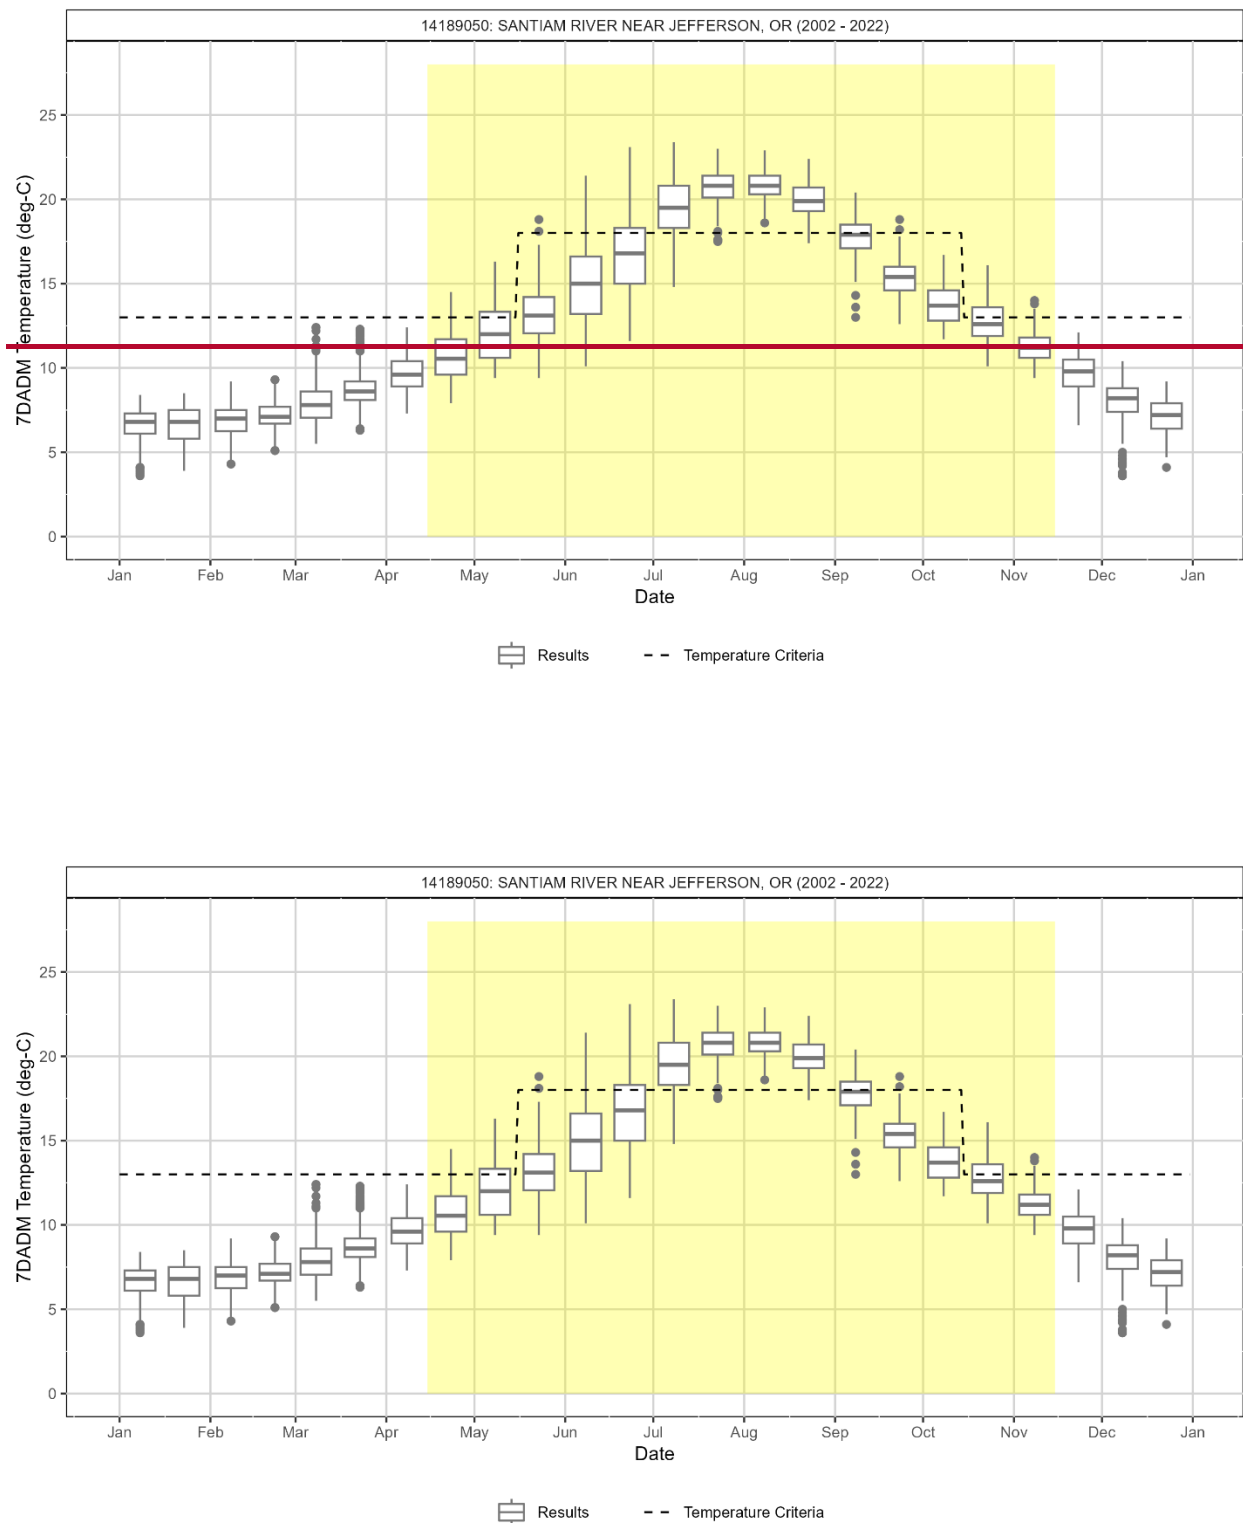 14189050: SANTIAM RIVER NEAR JEFFERSON, OR (2002 - 2022)
25
20
15
10
5
0
7DADM Temperature (deg-C)
Jan Feb Mar Apr May Jun Jul Aug Sep Oct Nov Dec Jan
Date
Results Temperature Criteria
14189050: SANTIAM RIVER NEAR JEFFERSON, OR (2002 - 2022)
25
20
15
10
5
0
7DADM Temperature (deg-C)
Jan Feb Mar Apr May Jun Jul Aug Sep Oct Nov Dec Jan
Date
Results Temperature Criteria